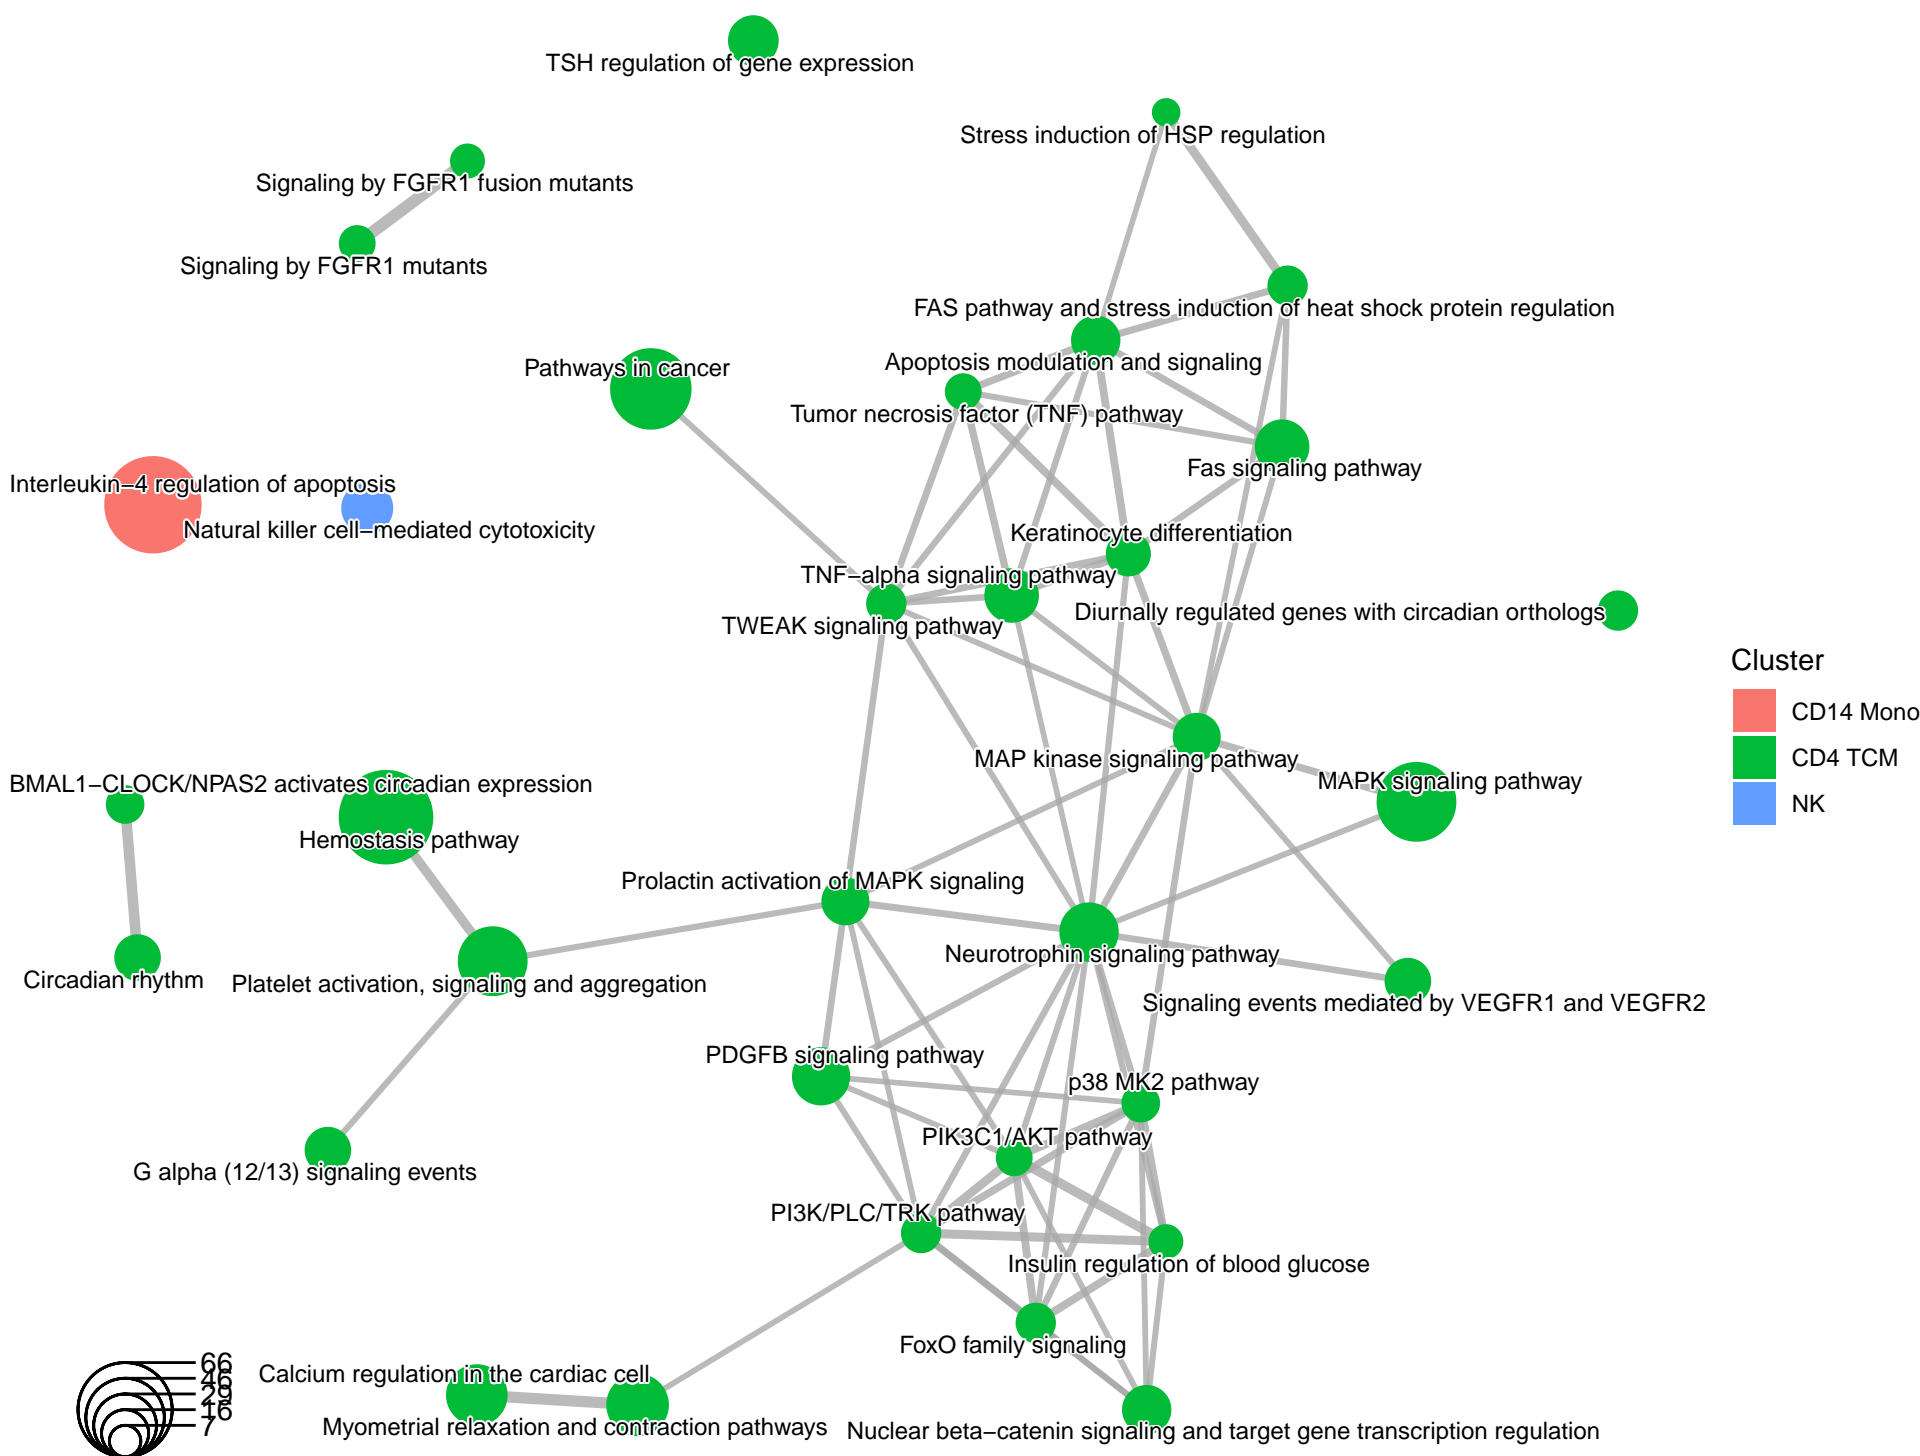 TSH regulation of gene expression
Stress induction of HSP regulation
Signaling by FGFR1 fusion mutants
Signaling by FGFR1 mutants
FAS pathway and stress induction of heat shock protein regulation
Apoptosis modulation and signaling
Pathways in cancer
Tumor necrosis factor (TNF) pathway
Fas signaling pathway
Interleukin−4 regulation of apoptosis
Natural killer cell−mediated cytotoxicity
Keratinocyte differentiation
TNF−alpha signaling pathway
Diurnally regulated genes with circadian orthologs
TWEAK signaling pathway
Cluster
CD14 Mono
CD4 TCM
NK
MAP kinase signaling pathway
MAPK signaling pathway
BMAL1−CLOCK/NPAS2 activates circadian expression
Hemostasis pathway
Prolactin activation of MAPK signaling
Neurotrophin signaling pathway
Circadian rhythm
Platelet activation, signaling and aggregation
Signaling events mediated by VEGFR1 and VEGFR2
PDGFB signaling pathway
p38 MK2 pathway
PIK3C1/AKT pathway
G alpha (12/13) signaling events
PI3K/PLC/TRK pathway
Insulin regulation of blood glucose
FoxO family signaling
Calcium regulation in the cardiac cell
Myometrial relaxation and contraction pathways
Nuclear beta−catenin signaling and target gene transcription regulation
66
46
29
16
7